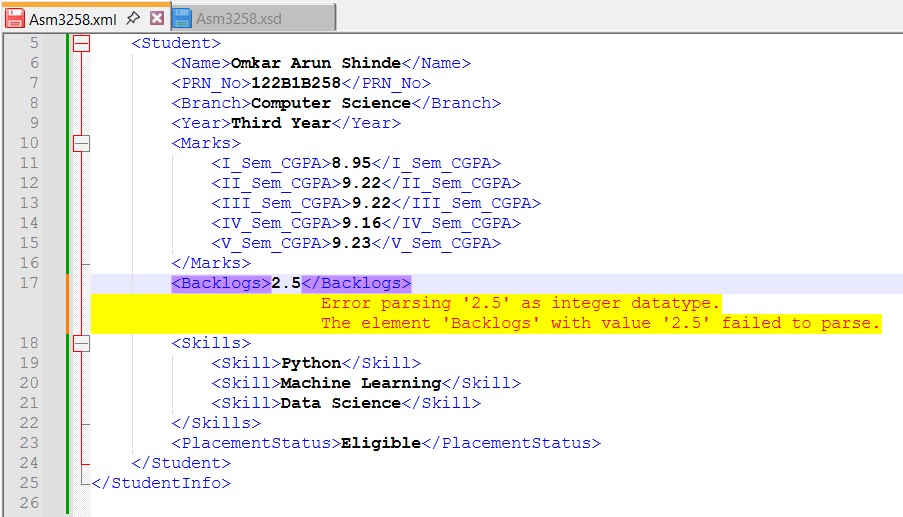 Asm3258.xml Asm3258.xsd
5 <Student>
6 <Name>Omkar Arun Shinde</Name>
7 <PRN_No>122B1B258</PRN_No>
8 <Branch>Computer Science</Branch>
9 <Year>Third Year</Year>
10 <Marks>
11 <I_Sem_CGPA>8.95</I_Sem_CGPA>
12 <II_Sem_CGPA>9.22</II_Sem_CGPA>
13 <III_Sem_CGPA>9.22</III_Sem_CGPA>
14 <IV_Sem_CGPA>9.16</IV_Sem_CGPA>
15 <V_Sem_CGPA>9.23</V_Sem_CGPA>
16 </Marks>
17 <Backlogs>2.5</Backlogs>
Error parsing '2.5' as integer datatype.
The element 'Backlogs' with value '2.5' failed to parse.
18 <Skills>
19 <Skill>Python</Skill>
20 <Skill>Machine Learning</Skill>
21 <Skill>Data Science</Skill>
22 </Skills>
23 <PlacementStatus>Eligible</PlacementStatus>
24 </Student>
25 </StudentInfo>
26